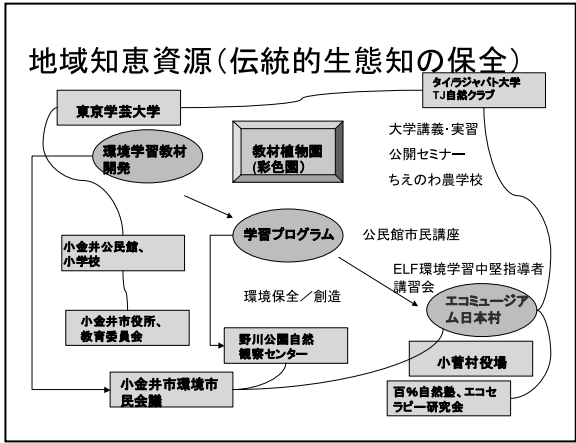 地域知恵資源(伝統的生態知の保全)
タイ/ラジャバト大学
TJ自然クラブ
東京学芸大学
大学講義・実習
環境学習教材
開発
教材植物園
(彩色園)
公開セミナー
ちえのわ農学校
学習プログラム
公民館市民講座
小金井公民館、
小学校
ELF環境学習中堅指導者
講習会
環境保全/創造
エコミュージア
ム日本村
小金井市役所、
教育委員会
野川公園自然
観察センター
小菅村役場
小金井市環境市
民会議
百%自然塾、エコセ
ラピー研究会